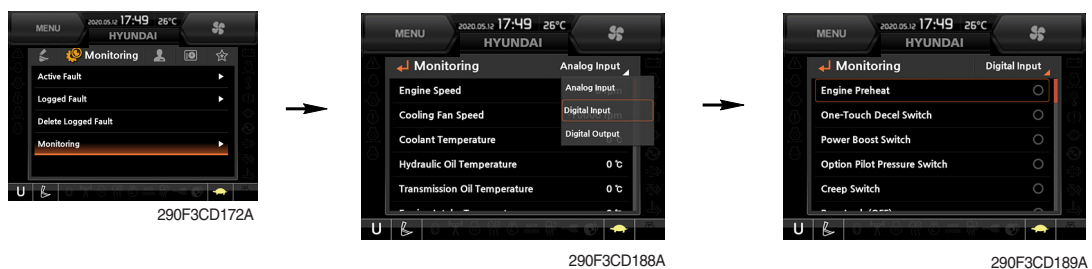 MENU
2020.05.12 17:49 26°C
HYUNDAI
Monitoring
Active Fault
Logged Fault
Delete Logged Fault
Monitoring
U
290F3CD172A
MENU
2020.05.12 17:49 26°C
HYUNDAI
Monitoring Analog Input
Engine Speed
Cooling Fan Speed
Coolant Temperature
Hydraulic Oil Temperature 0 ℃
Transmission Oil Temperature 0 ℃
Analog Input
Digital Input
Digital Output
U
290F3CD188A
MENU
2020.05.12 17:49 26°C
HYUNDAI
Monitoring Digital Input
Engine Preheat
One-Touch Decel Switch
Power Boost Switch
Option Pilot Pressure Switch
Creep Switch
U
290F3CD189A